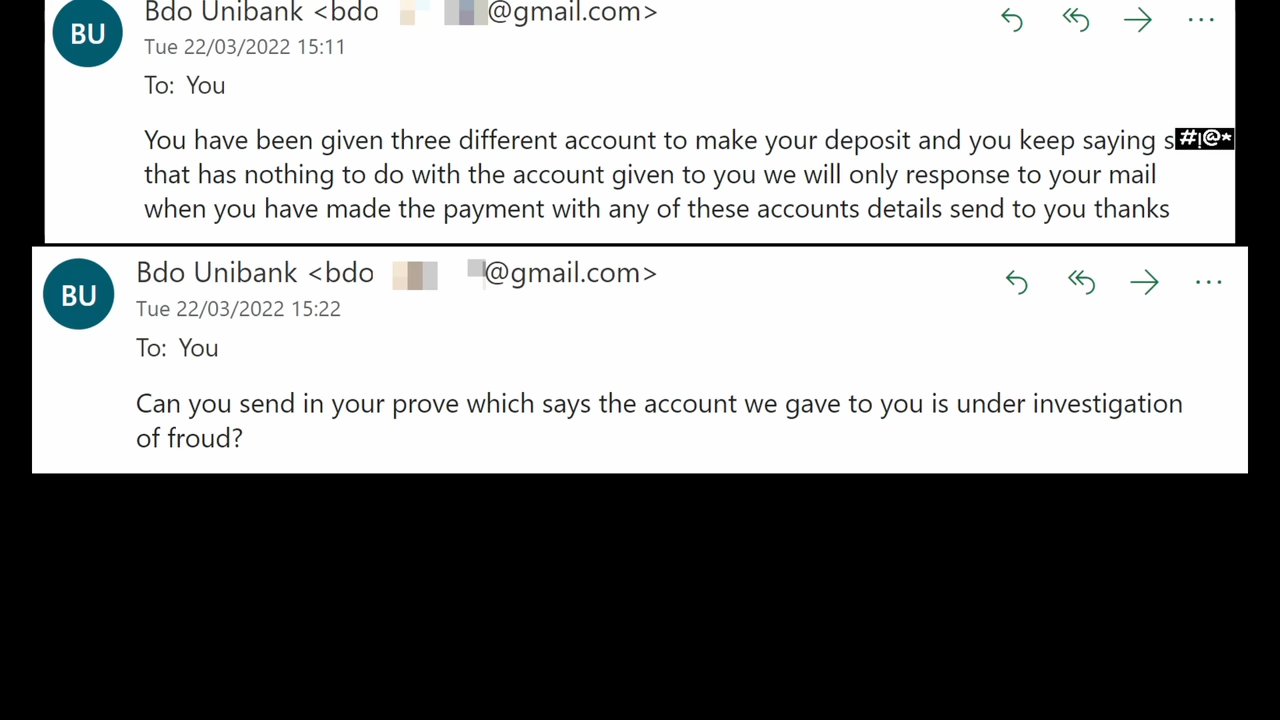 Bdo Unibank <bdo @gmail.com>
BU
Tue 22/03/2022 15:11
To: You
You have been given three different account to make your deposit and you keep saying s#!@*
that has nothing to do with the account given to you we will only response to your mail
when you have made the payment with any of these accounts details send to you thanks
Bdo Unibank <bdo @gmail.com>
BU
Tue 22/03/2022 15:22
To: You
Can you send in your prove which says the account we gave to you is under investigation
of froud?